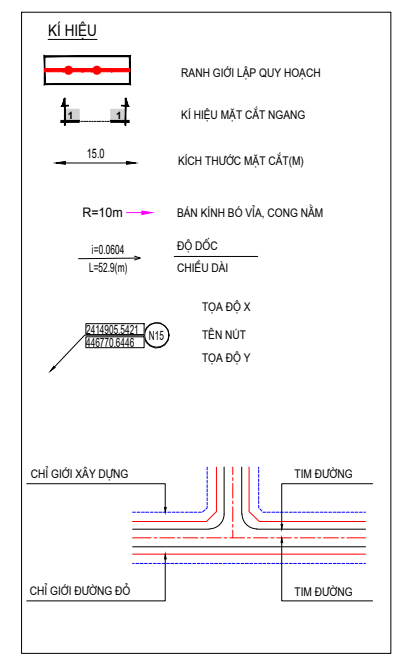 KÍ HIỆU
RANH GIỚI LẬP QUY HOẠCH
1 1 KÍ HIỆU MẶT CẮT NGANG
15.0 KÍCH THƯỚC MẶT CẮT(M)
R=10m BÁN KÍNH BÓ VỈA, CONG NẰM
i=0.0604 ĐỘ DỐC
L=52.9(m) CHIỀU DÀI
TỌA ĐỘ X
2414905.5421
446770.6446
N15 TÊN NÚT
TỌA ĐỘ Y
CHỈ GIỚI XÂY DỰNG TIM ĐƯỜNG
CHỈ GIỚI ĐƯỜNG ĐỎ TIM ĐƯỜNG